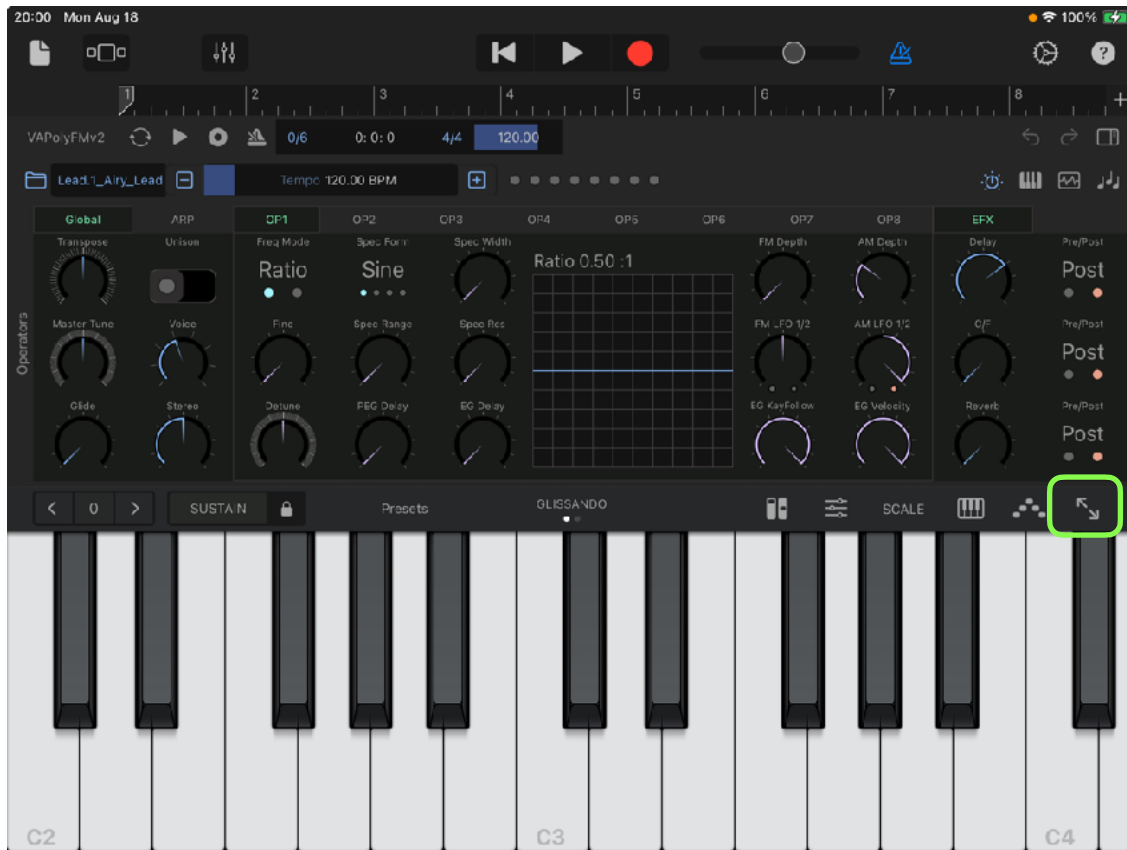 20:00 Mon Aug 18 100%
1 2 3 4 5 6 7 8
VAPolyFMv2 0/6 0: 0: 0 4/4 120.00
Lead.1_Airy_Lead Tempo 120.00 BPM
Global ARP OP1 OP2 OP3 OP4 OP5 OP6 OP7 OP8 EFX
Transpose Unison Freq Mode Spec Form Spec Width FM Depth AM Depth Delay Pre/Post
Ratio Sine Ratio 0.50 :1 Post
Operators
Master Tune Voice Fine Spec Range Spec Res FM LFO 1/2 AM LFO 1/2 C/F Pre/Post
Post
Glide Stereo Detune PEG Delay EG Delay EG KeyFollow EG Velocity Reverb Pre/Post
Post
0 SUSTAIN Presets GLISSANDO SCALE
C2 C3 C4